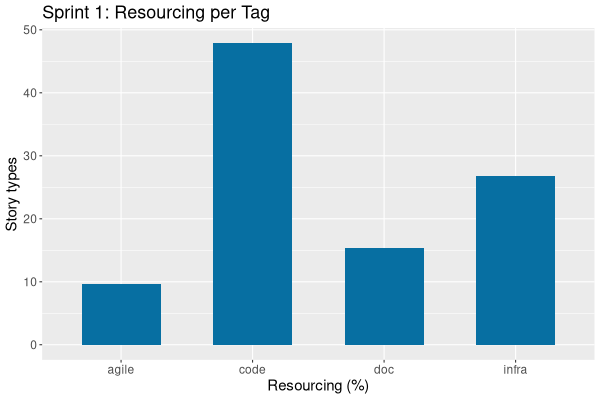 Sprint 1: Resourcing per Tag
Story types
50
40
30
20
10
0
agile code doc infra
Resourcing (%)